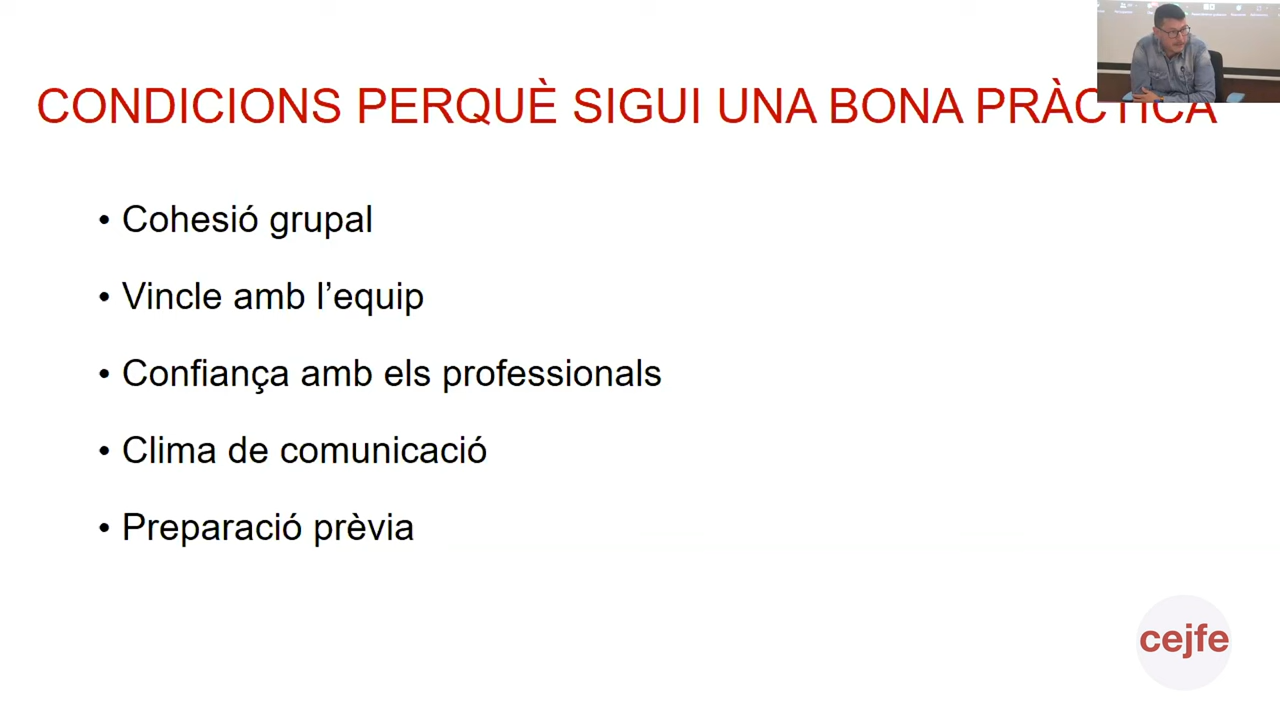 CONDICIONS PERQUÈ SIGUI UNA BONA PRÀCTICA
• Cohesió grupal
• Vincle amb l’equip
• Confiança amb els professionals
• Clima de comunicació
• Preparació prèvia
cejfe